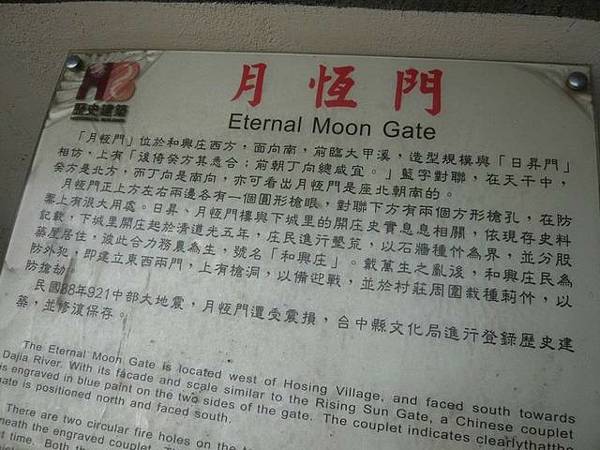 HB
歷史建築
月恆門
Eternal Moon Gate
「月恆門」位於和興庄西方，面向南，前臨大甲溪，造型規模與「日昇門」
相仿，上有「後倚癸方其悉合；前朝丁向總咸宜。」藍字對聯，在天干中，
癸方是北方，而丁向是南向，亦可看出月恆門是座北朝南的。
月恆門正上方左右兩邊各有一個圓形槍眼，對聯下方有兩個方形槍孔，在防
禦上有很大用處。日昇、月恆門樓與下城里的開庄史實息息相關，依現存史料
記載，下城里開庄起於清道光五年，庄民進行墾荒，以石牆種竹為界，並分股
築屋居住，彼此合力務農為生，號名「和興庄」。戴萬生之亂後，和興庄民為
防外犯，即建立東西兩門，上有槍洞，以備迎戰，並於村莊周圍栽種莿竹，以
防搶劫。
民國88年921中部大地震，月恆門遭受震損，台中縣文化局進行登錄歷史建
築，並修復保存。
The Eternal Moon Gate is located west of Hosing Village, and faced south towards
Dajia River. With its facade and scale similar to the Rising Sun Gate, a Chinese couplet
is engraved in blue paint on the two sides of the gate. The couplet indicates clearlythatthe
gate is positioned north and faced south.
There are two circular fire holes on the
neath the engraved couplet. The
t time. Both the